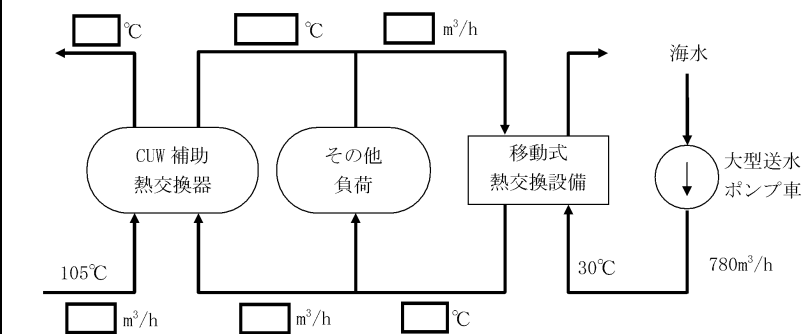 ℃
℃
m³/h
海水
CUW 補助
熱交換器
その他
負荷
移動式
熱交換設備
大型送水
ポンプ車
105℃
30℃
780m³/h
m³/h
m³/h
℃